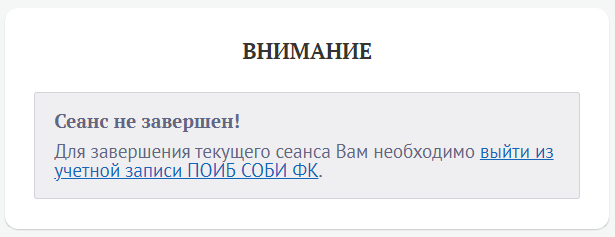 ВНИМАНИЕ
Сеанс не завершен!
Для завершения текущего сеанса Вам необходимо выйти из
учетной записи ПОИБ СОБИ ФК.